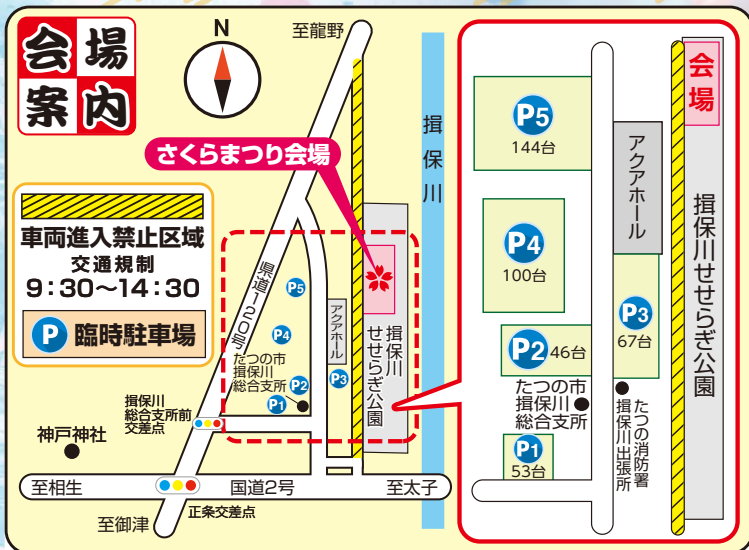 会場
案内
N
至龍野
さくらまつり会場
揖保川
車両進入禁止区域
交通規制
9:30〜14:30
P 臨時駐車場
県道120号
P5
P4
アクアホール
たつの市
揖保川
総合支所
P2
P3
P1
揖保川
せせらぎ公園
揖保川
総合支所前
交差点
神戸神社
至相生
国道2号
至太子
正条交差点
至御津
会場
P5
144台
アクアホール
揖保川せせらぎ公園
P4
100台
P3
67台
P2 46台
たつの市
揖保川
総合支所
たつの消防署
揖保川出張所
P1
53台